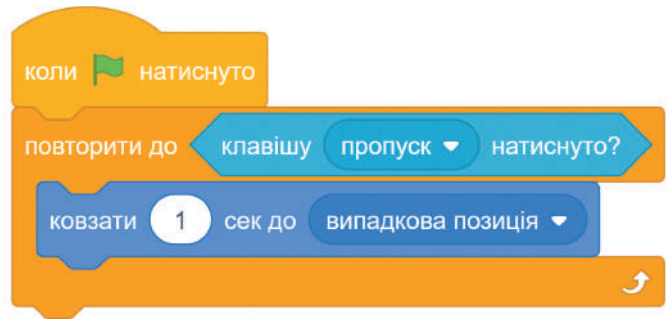 коли натиснуто
повторити до клавішу пропуск натиснуто?
ковзати 1 сек до випадкова позиція